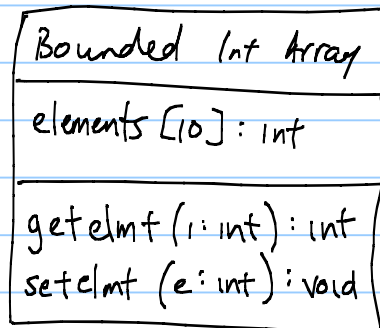 Bounded Int Array
elements [10] : int
getelmt (i : int) : int
setelmt (e : int) : void